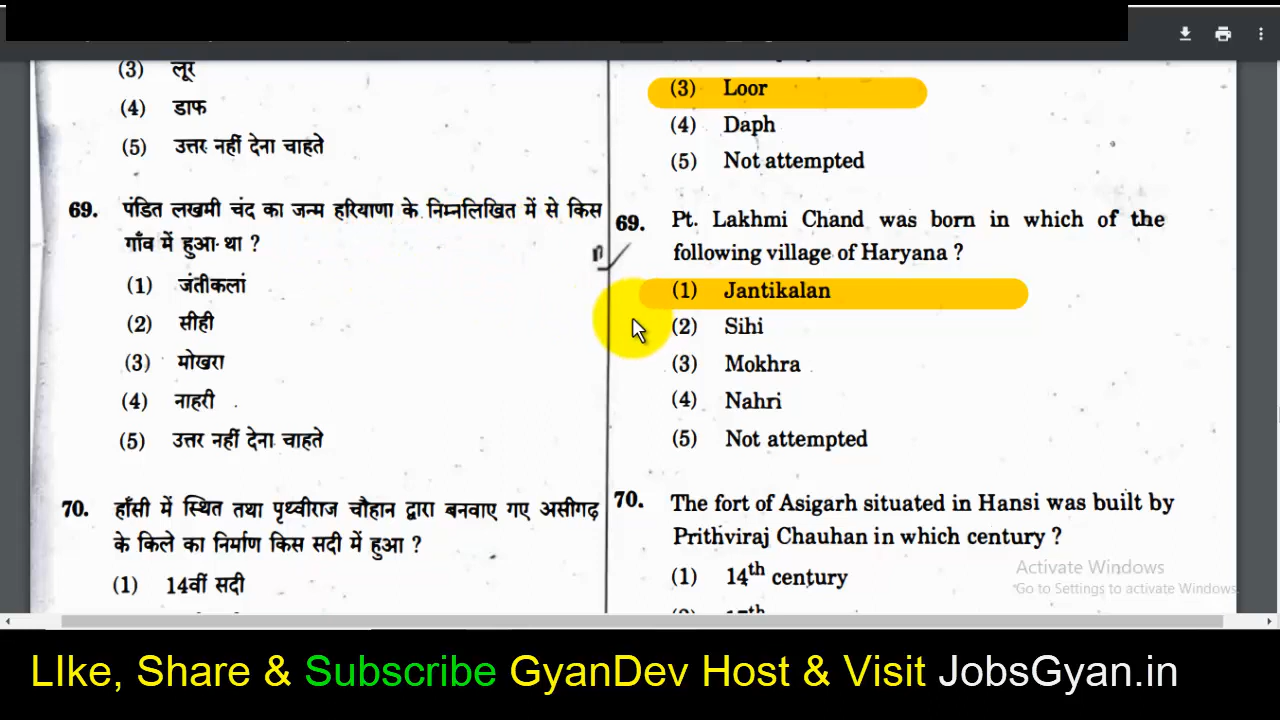 (3) लूर
(4) डाफ
(5) उत्तर नहीं देना चाहते
69. पंडित लखमी चंद का जन्म हरियाणा के निम्नलिखित में से किस
गाँव में हुआ था ?
(1) जंतीकलां
(2) सीही
(3) मोखरा
(4) नाहरी
(5) उत्तर नहीं देना चाहते
70. हाँसी में स्थित तथा पृथ्वीराज चौहान द्वारा बनवाए गए असीगढ़
के किले का निर्माण किस सदी में हुआ ?
(1) 14वीं सदी
(3) Loor
(4) Daph
(5) Not attempted
69. Pt. Lakhmi Chand was born in which of the
following village of Haryana ?
(1) Jantikalan
(2) Sihi
(3) Mokhra
(4) Nahri
(5) Not attempted
70. The fort of Asigarh situated in Hansi was built by
Prithviraj Chauhan in which century ?
(1) 14th century
Activate Windows
Go to Settings to activate Windows.
LIke, Share & Subscribe GyanDev Host & Visit JobsGyan.in